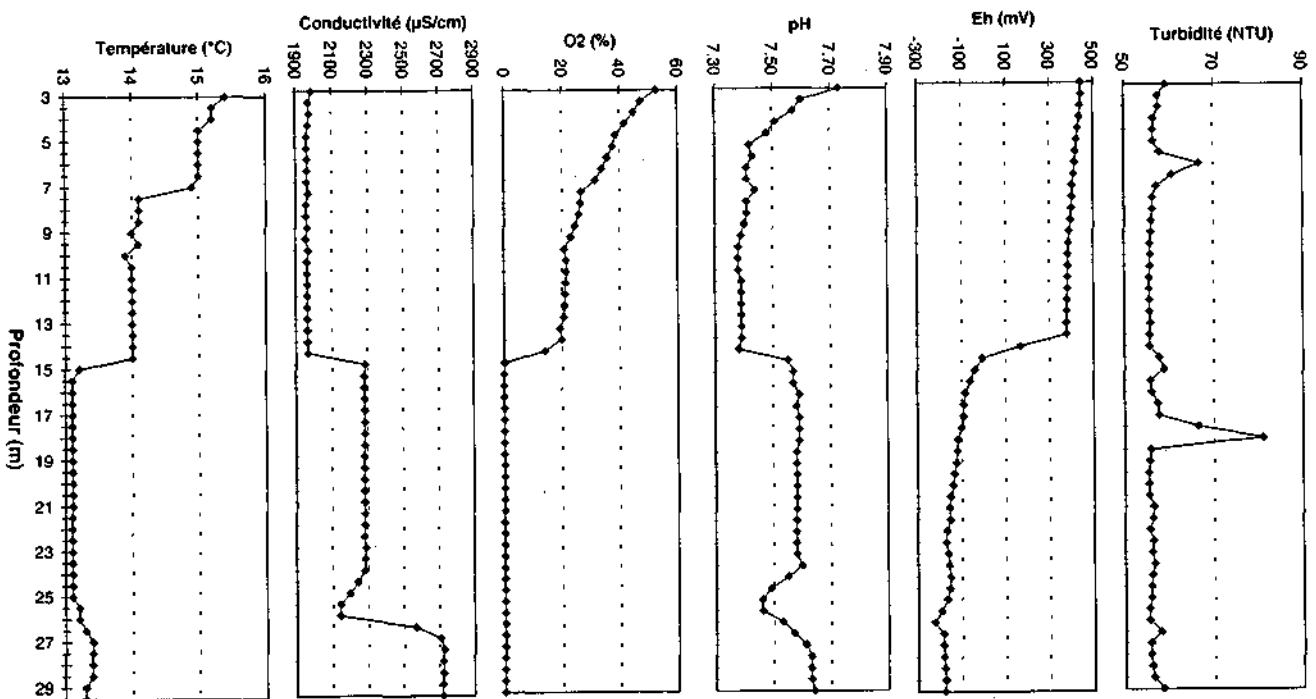 Température (°C)
13 14 15 16
Conductivité (µS/cm)
1900 2100 2300 2500 2700 2900
O2 (%)
0 20 40 60
pH
7.30 7.50 7.70 7.90
Eh (mV)
-300 -100 100 300 500
Turbidité (NTU)
50 70 90
Profondeur (m)
3
5
7
9
11
13
15
17
19
21
23
25
27
29